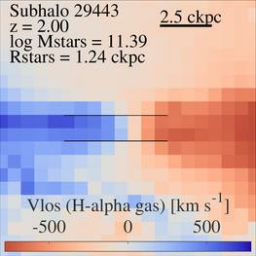 Subhalo 29443
z = 2.00
log Mstars = 11.39
Rstars = 1.24 ckpc
2.5 ckpc
Vlos (H-alpha gas) [km s⁻¹]
-500 0 500